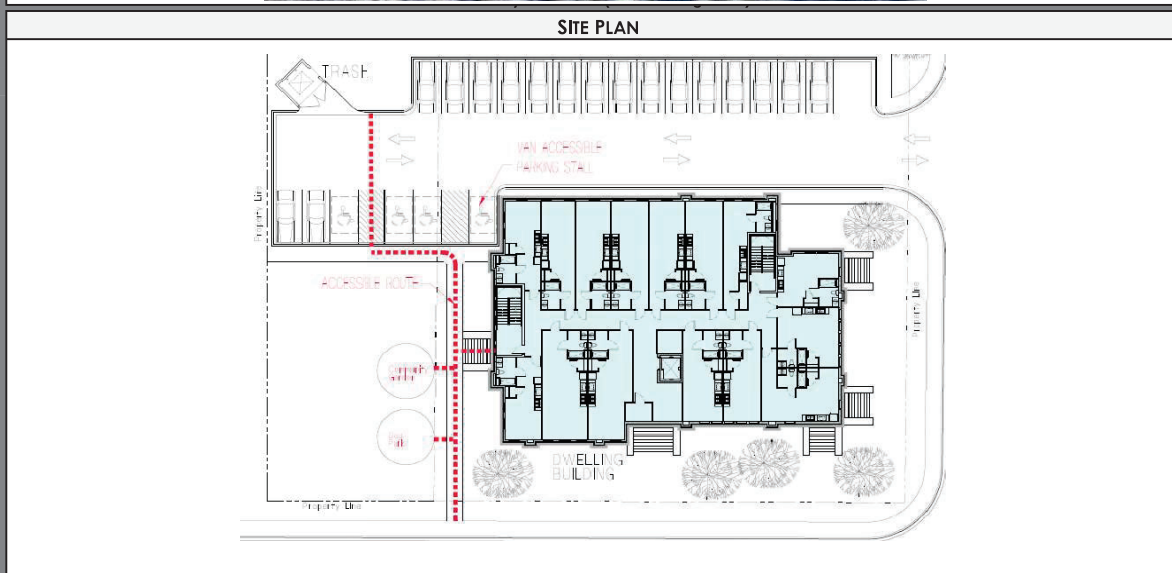 SITE PLAN
TRASH
VAN ACCESSIBLE
PARKING STALL
Property Line
ACCESSIBLE ROUTE
Property Line
DWELLING
BUILDING
Property Line